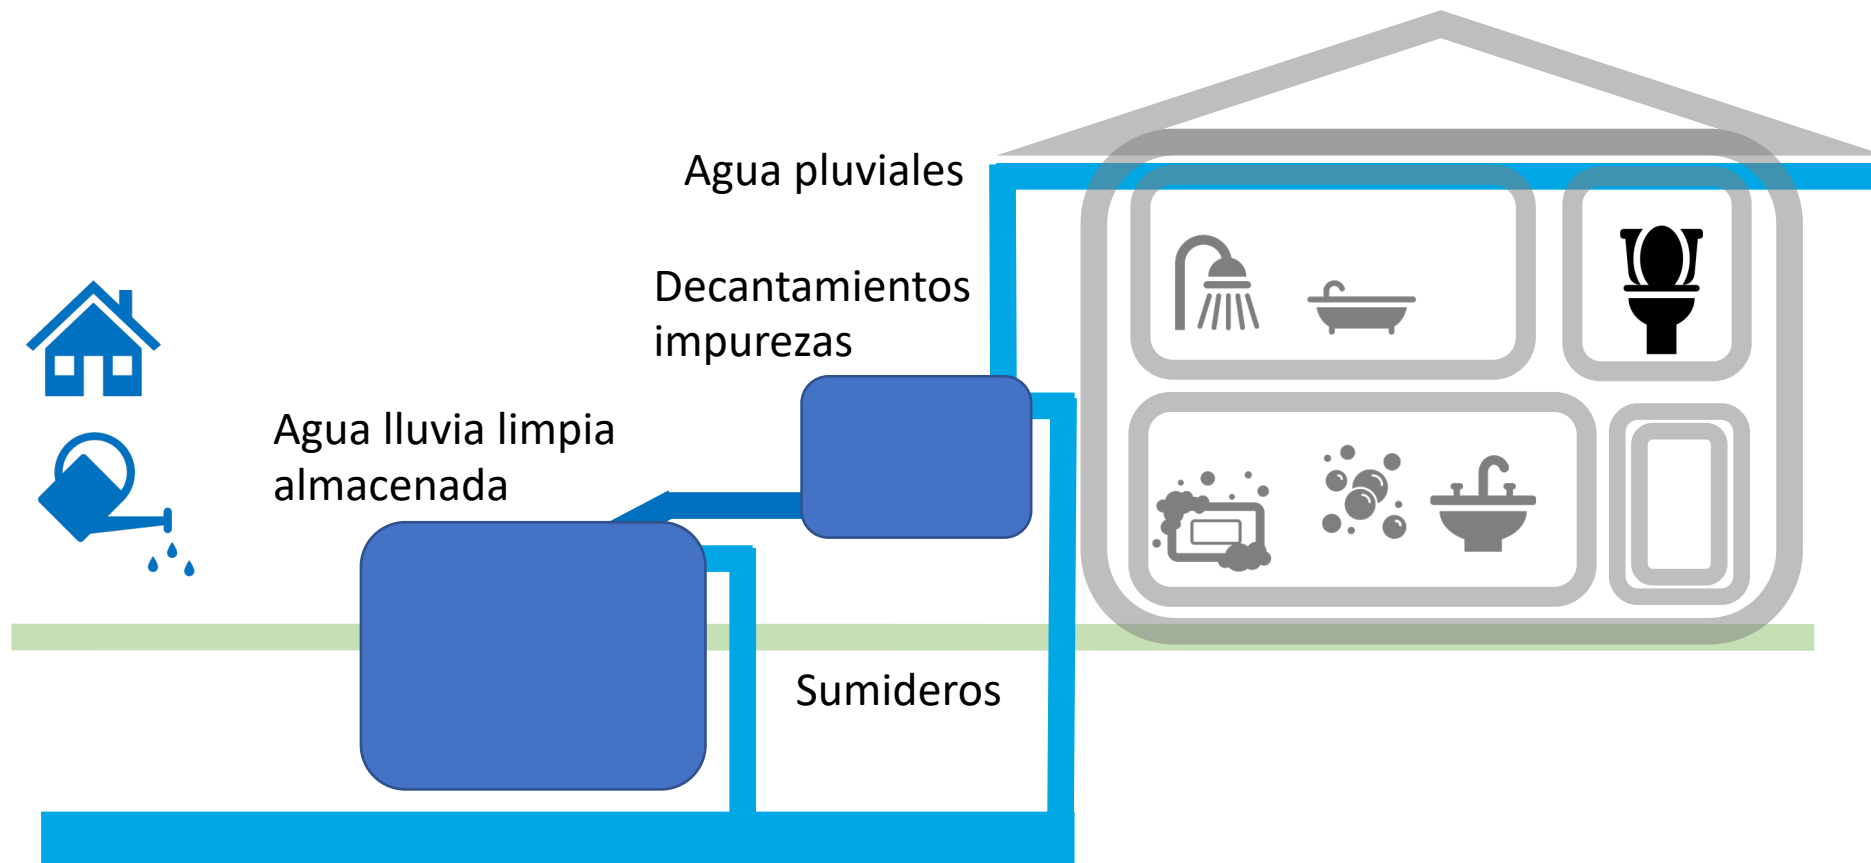 Agua pluviales
Decantamientos
impurezas
Agua lluvia limpia
almacenada
Sumideros